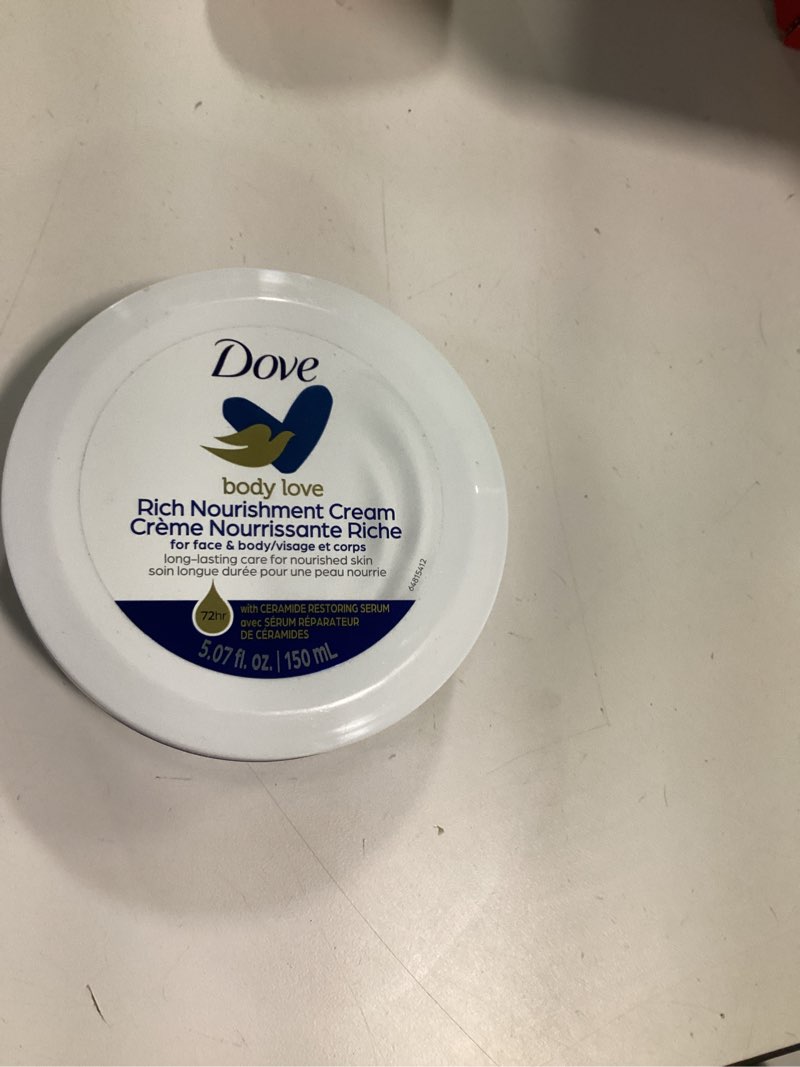 Dove
body love
Rich Nourishment Cream
Crème Nourrissante Riche
for face & body/visage et corps
long-lasting care for nourished skin
soin longue durée pour une peau nourrie
64815412
72hr
with CERAMIDE RESTORING SERUM
avec SÉRUM RÉPARATEUR
DE CÉRAMIDES
5.07 fl. oz. | 150 mL